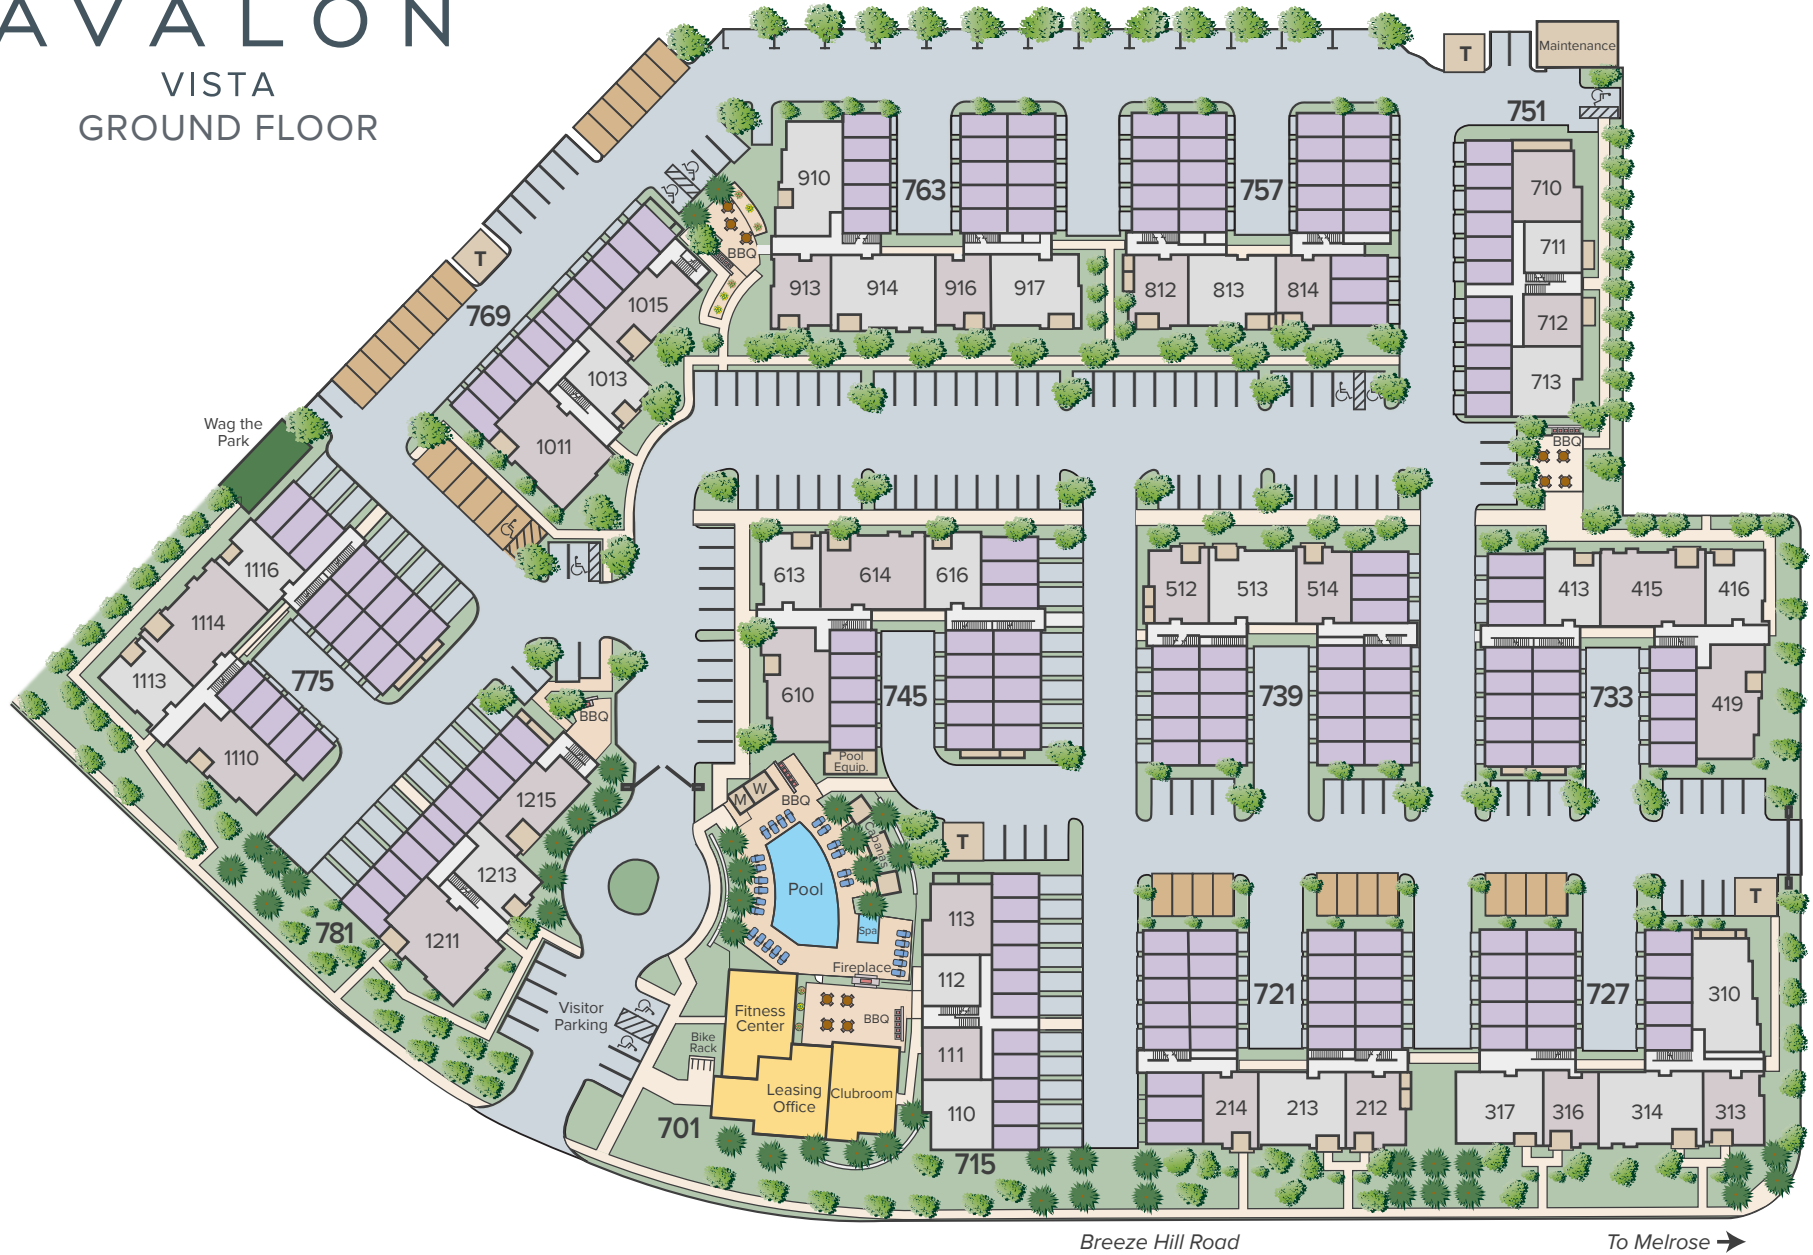 AVALON
VISTA
GROUND FLOOR
T
Maintenance
751
910
763
757
710
711
712
713
BBQ
T
769
1015
1013
1011
BBQ
913
914
916
917
812
813
814
Wag the
Park
BBQ
1116
1114
1113
1110
775
613
614
616
610
745
512
513
514
739
413
415
416
419
733
BBQ
1215
1213
1211
781
Pool
Equip.
M
W
BBQ
Cabanas
Pool
Spa
Fireplace
T
T
113
112
111
110
715
Visitor
Parking
Bike
Rack
Fitness
Center
BBQ
Leasing
Office
Clubroom
701
721
727
310
214
213
212
317
316
314
313
Breeze Hill Road
To Melrose